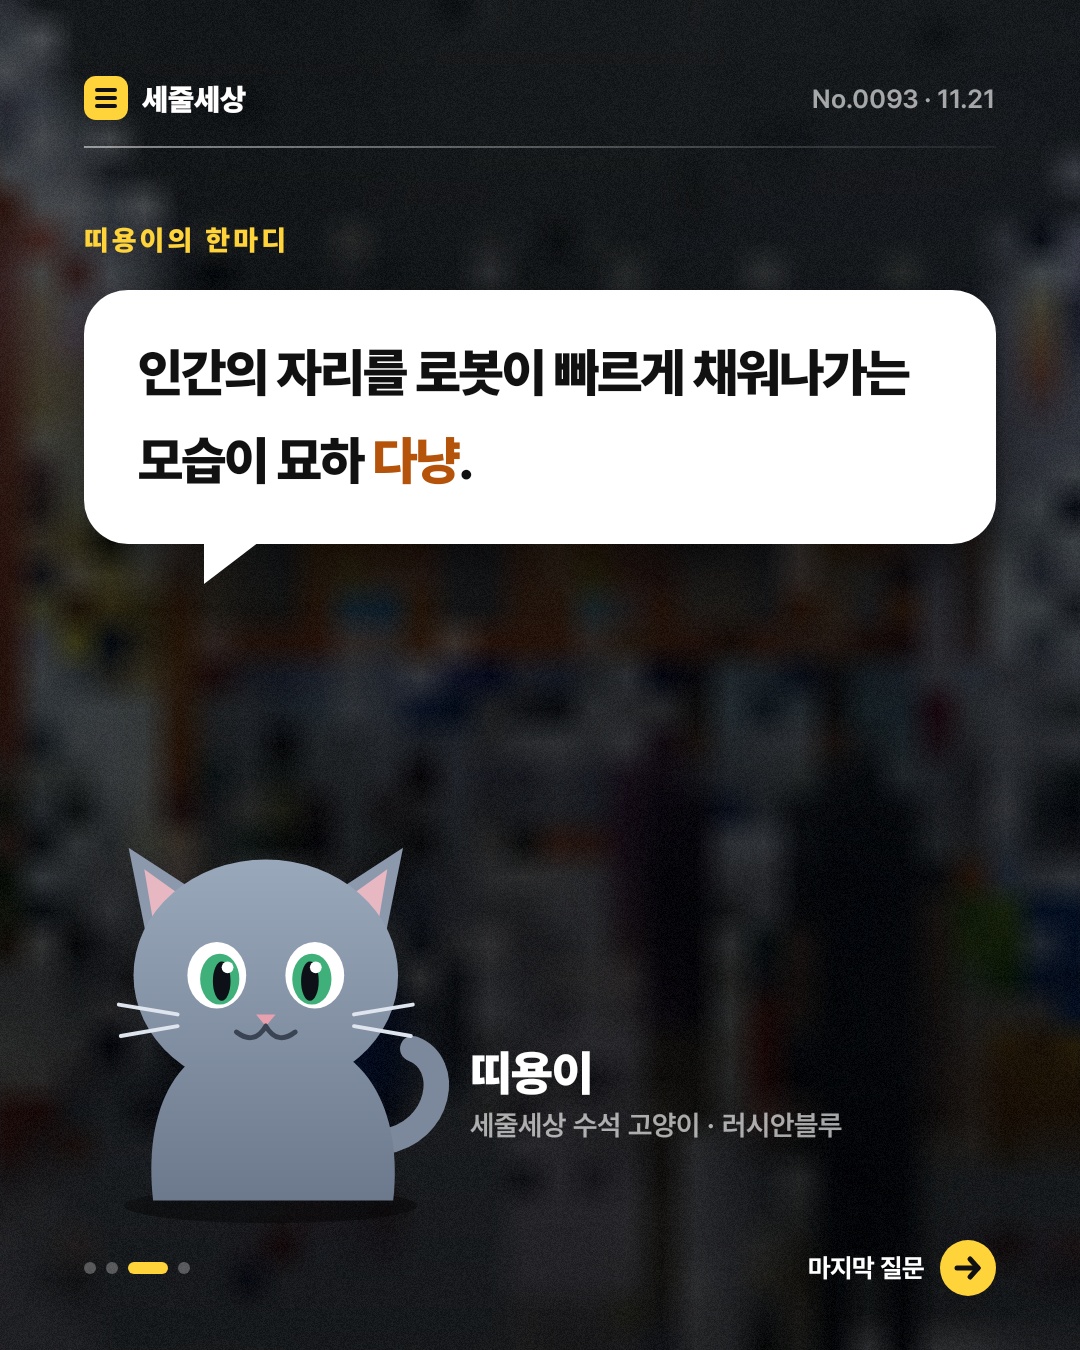 세줄세상
No.0093 · 11.21
띠용이의 한마디
인간의 자리를 로봇이 빠르게 채워나가는
모습이 묘하 다냥.
띠용이
세줄세상 수석 고양이 · 러시안블루
마지막 질문